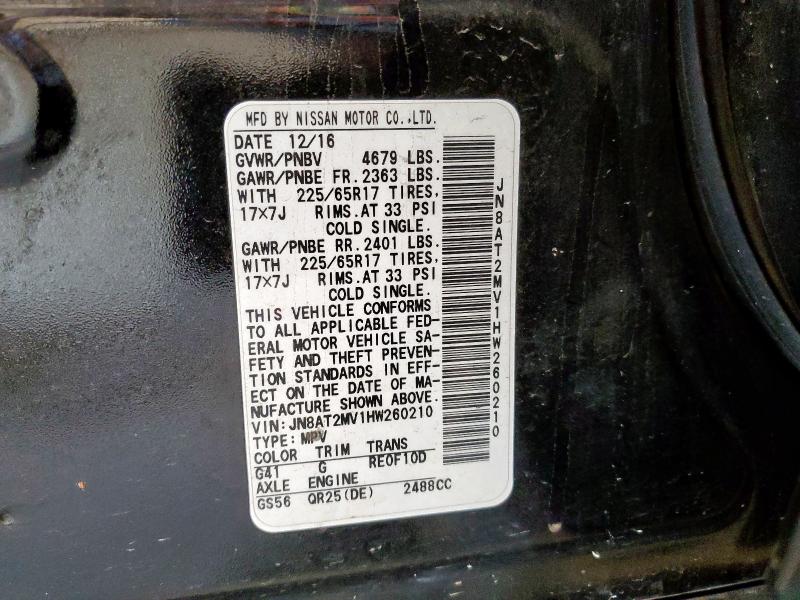 MFD BY NISSAN MOTOR CO.,LTD.
DATE 12/16
GVWR/PNBV 4679 LBS.
GAWR/PNBE FR. 2363 LBS.
WITH 225/65R17 TIRES,
17×7J RIMS.AT 33 PSI
COLD SINGLE.
GAWR/PNBE RR. 2401 LBS.
WITH 225/65R17 TIRES,
17×7J RIMS.AT 33 PSI
COLD SINGLE.
THIS VEHICLE CONFORMS
TO ALL APPLICABLE FED-
ERAL MOTOR VEHICLE SA-
FETY AND THEFT PREVEN-
TION STANDARDS IN EFF-
ECT ON THE DATE OF MA-
NUFACTURE SHOWN ABOVE.
VIN:JN8AT2MV1HW260210
TYPE:MPV
COLOR TRIM TRANS
G41 G RE0F10D
AXLE ENGINE
GS56 QR25(DE) 2488CC
JN8AT2MV1HW260210